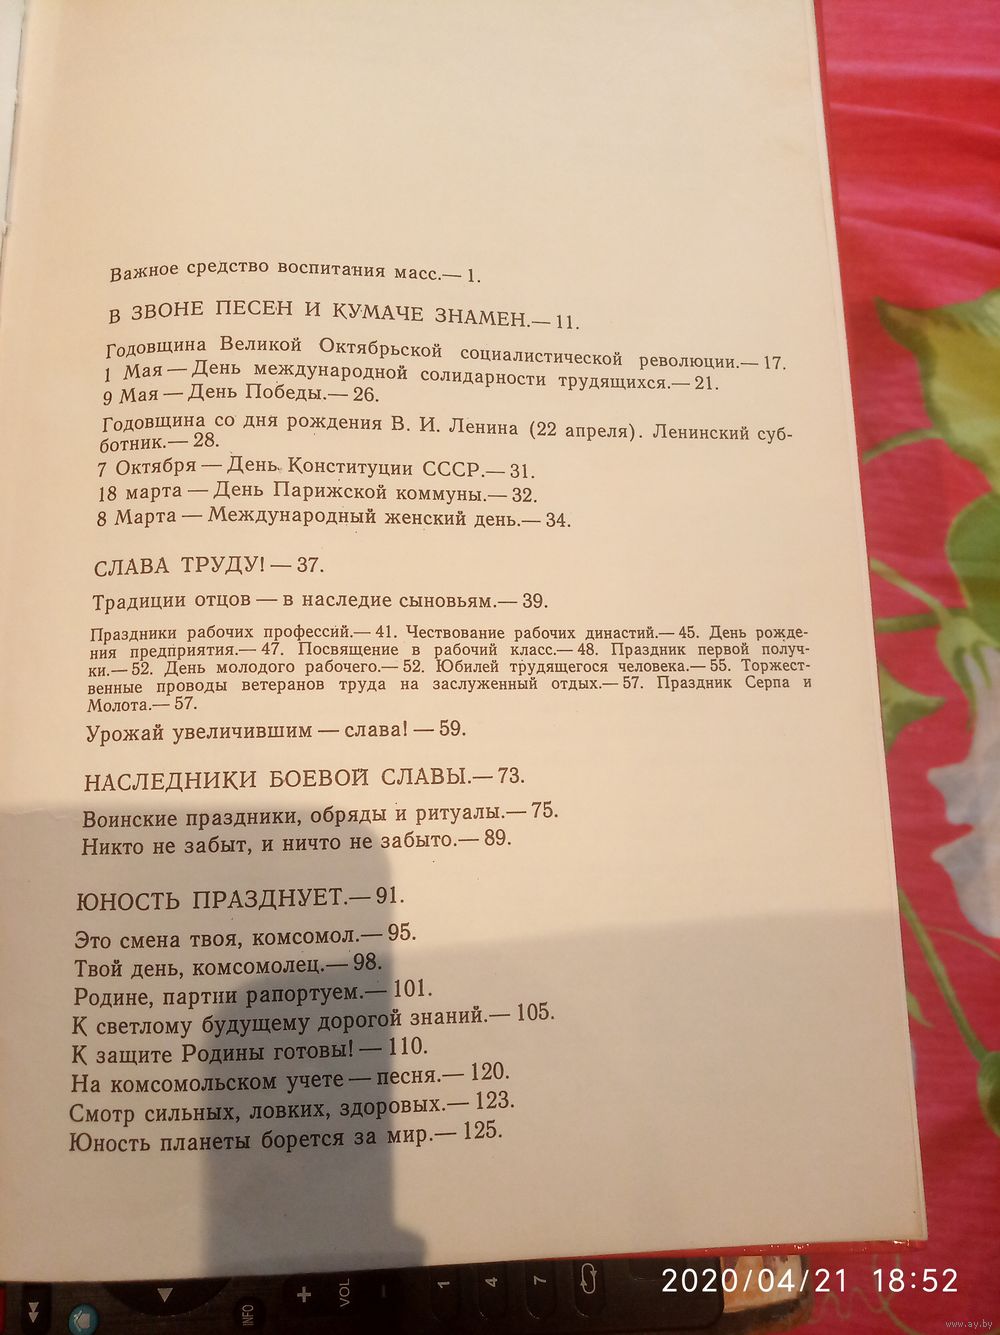 Важное средство воспитания масс.— 1.
В ЗВОНЕ ПЕСЕН И КУМАЧЕ ЗНАМЕН.— 11.
Годовщина Великой Октябрьской социалистической революции.— 17.
1 Мая — День международной солидарности трудящихся.— 21.
9 Мая — День Победы.— 26.
Годовщина со дня рождения В. И. Ленина (22 апреля). Ленинский суб-
ботник.— 28.
7 Октября — День Конституции СССР.— 31.
18 марта — День Парижской коммуны.— 32.
8 Марта — Международный женский день.— 34.
СЛАВА ТРУДУ! — 37.
Традиции отцов — в наследие сыновьям.— 39.
Праздники рабочих профессий.— 41. Чествование рабочих династий.— 45. День рожде-
ния предприятия.— 47. Посвящение в рабочий класс.— 48. Праздник первой получ-
ки.— 52. День молодого рабочего.— 52. Юбилей трудящегося человека.— 55. Торжест-
венные проводы ветеранов труда на заслуженный отдых.— 57. Праздник Серпа и
Молота.— 57.
Урожай увеличившим — слава! — 59.
НАСЛЕДНИКИ БОЕВОЙ СЛАВЫ.— 73.
Воинские праздники, обряды и ритуалы.— 75.
Никто не забыт, и ничто не забыто.— 89.
ЮНОСТЬ ПРАЗДНУЕТ.— 91.
Это смена твоя, комсомол.— 95.
Твой день, комсомолец.— 98.
Родине, партии рапортуем.— 101.
К светлому будущему дорогой знаний.— 105.
К защите Родины готовы! — 110.
На комсомольском учете — песня.— 120.
Смотр сильных, ловких, здоровых.— 123.
Юность планеты борется за мир.— 125.
INFO + VOL − 1 4 7
2020/04/21 18:52
www.ay.by